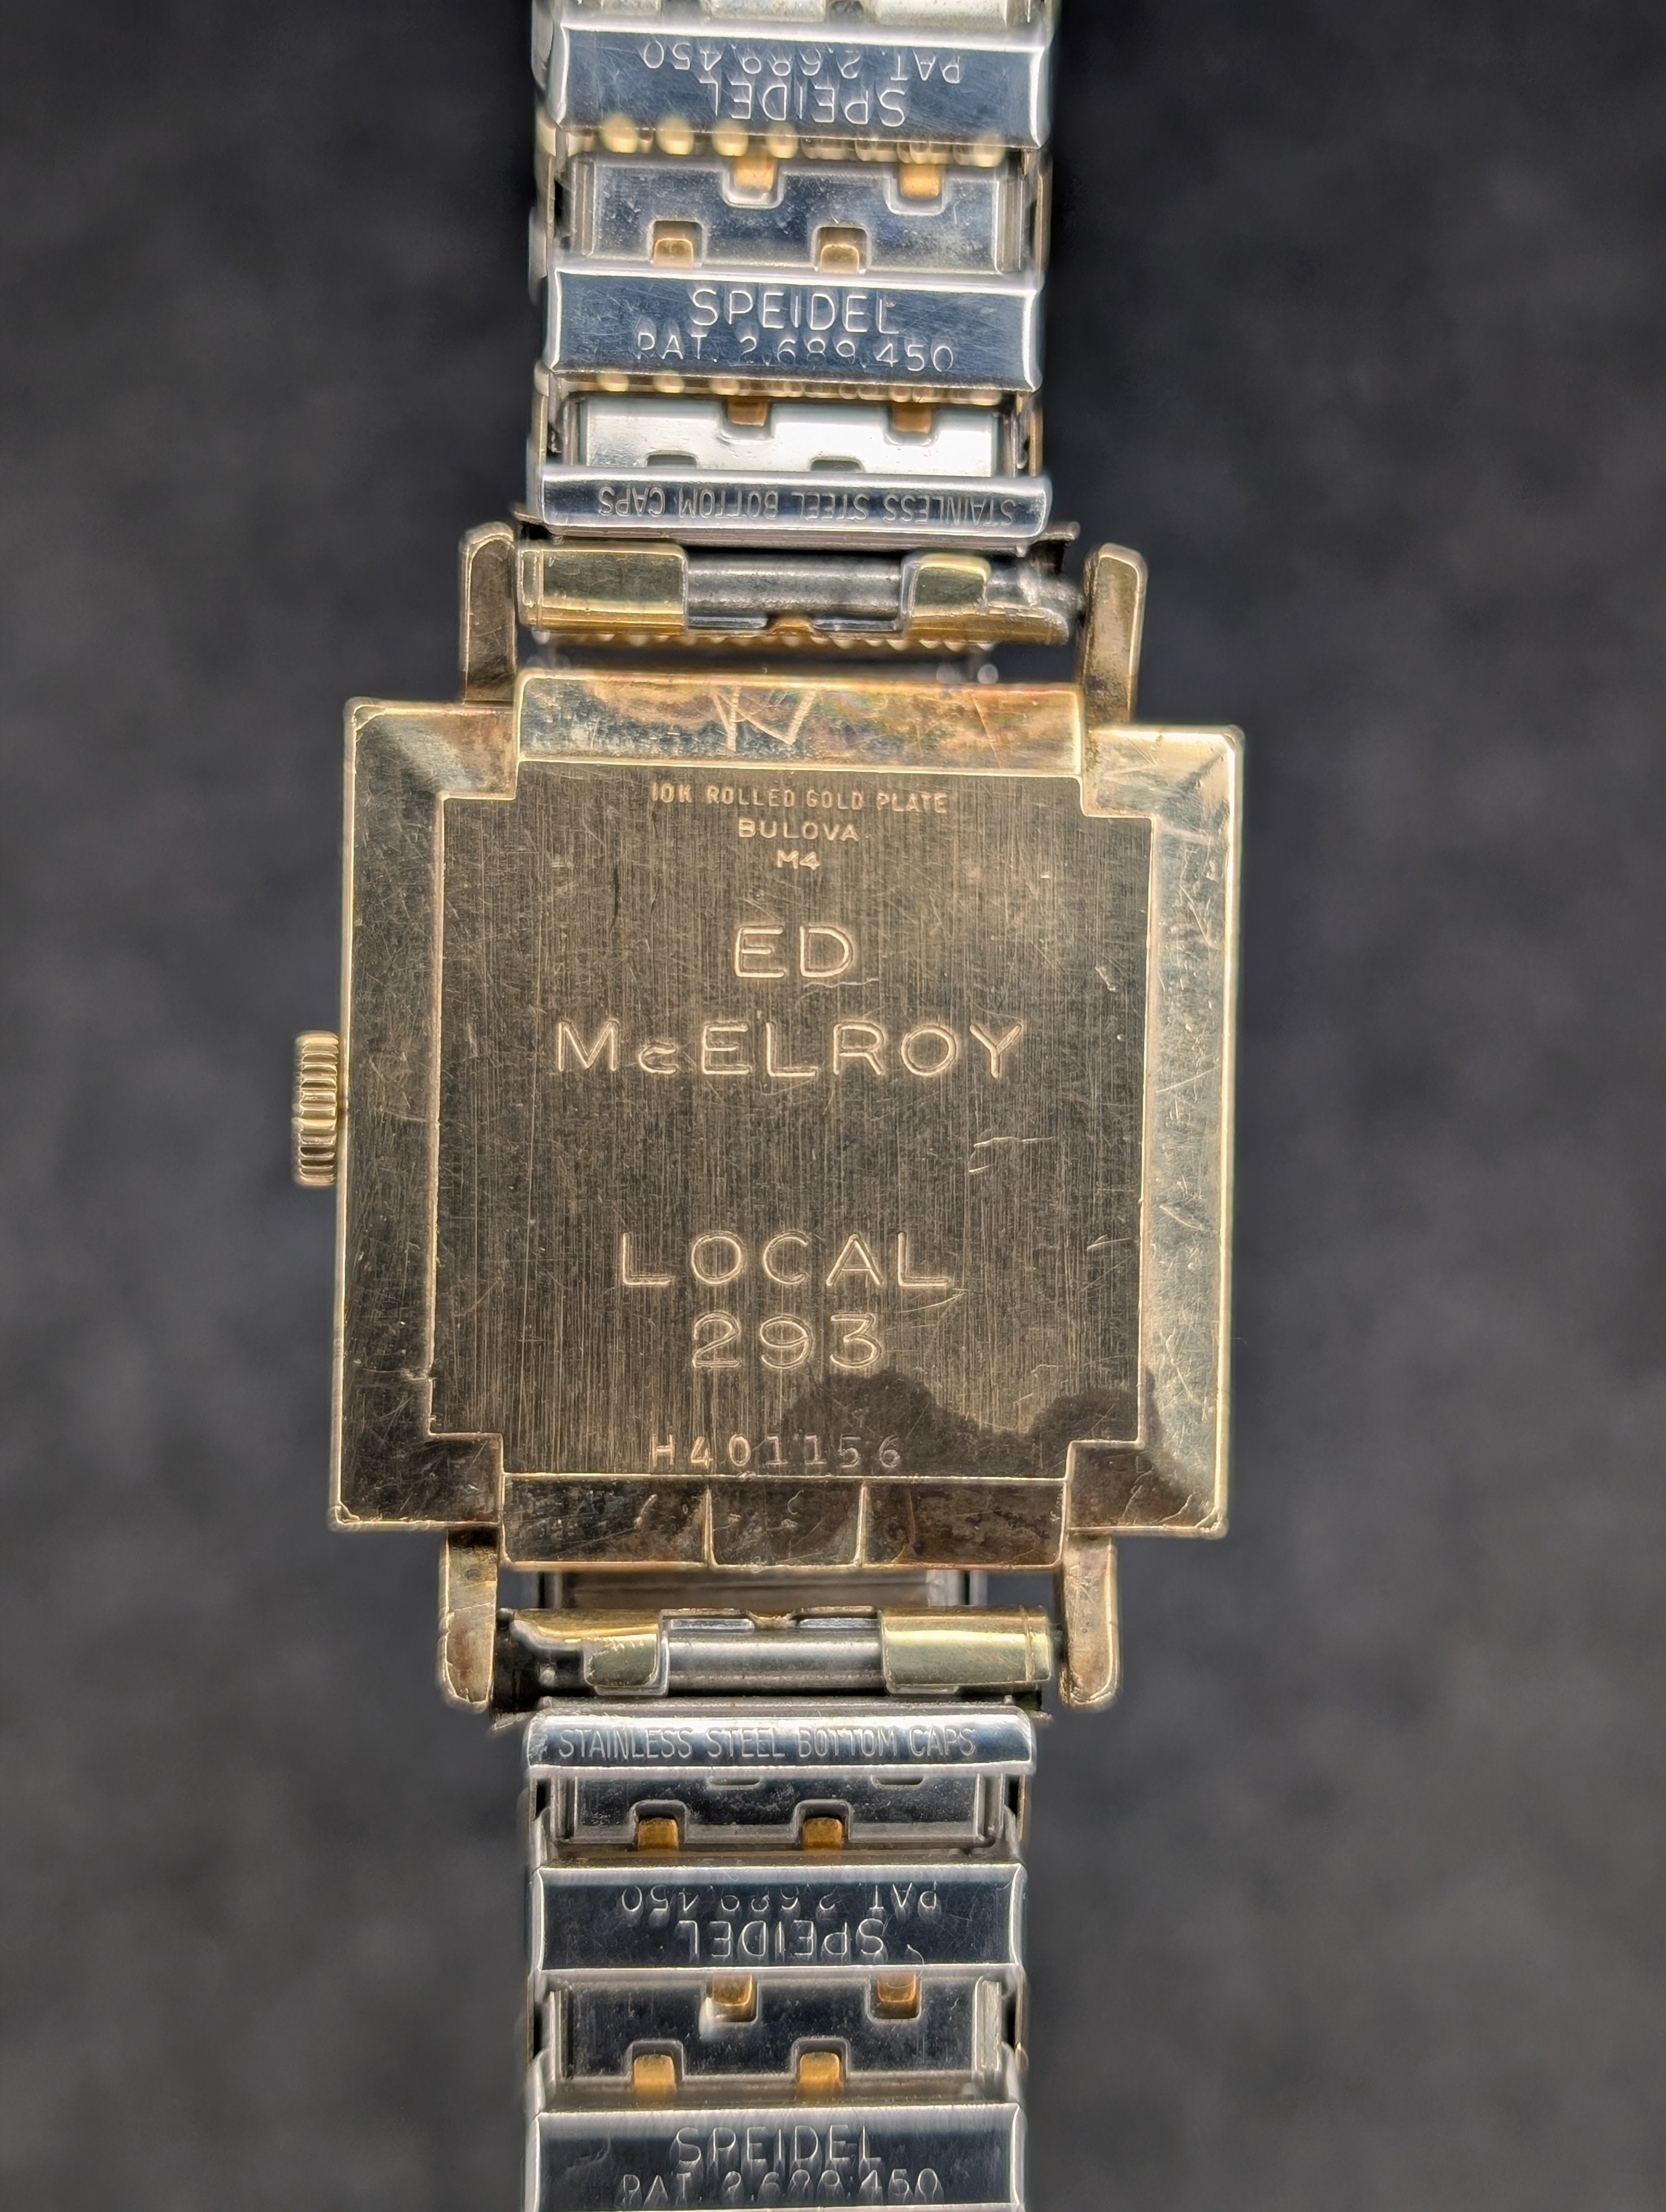 PAT. 2,689,450
SPEIDEL
SPEIDEL
PAT. 2,689,450
STAINLESS STEEL BOTTOM CAPS
10K ROLLED GOLD PLATE
BULOVA
M4
ED
McELROY
LOCAL
293
H401156
STAINLESS STEEL BOTTOM CAPS
PAT. 2,689,450
SPEIDEL
SPEIDEL
PAT. 2,689,450